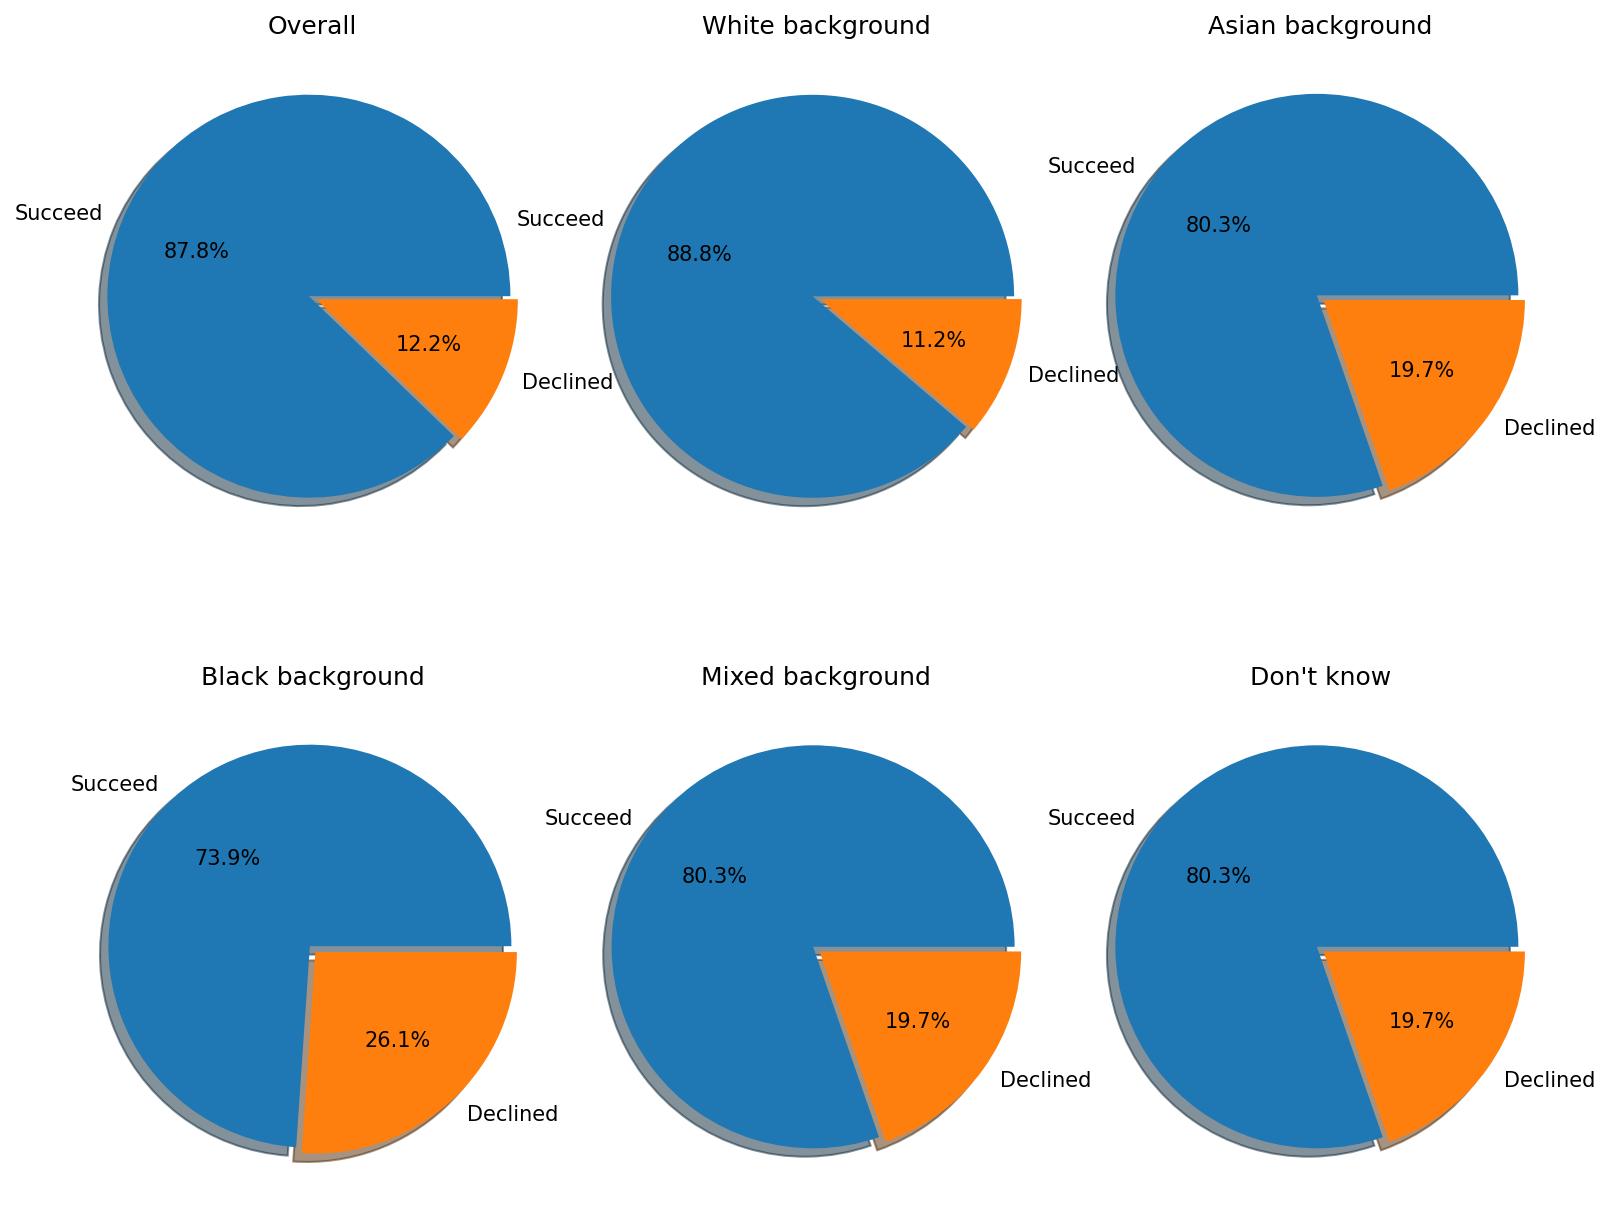 Overall
White background
Asian background
Succeed
87.8%
12.2%
Declined
Succeed
88.8%
11.2%
Declined
Succeed
80.3%
19.7%
Declined
Black background
Mixed background
Don't know
Succeed
73.9%
26.1%
Declined
Succeed
80.3%
19.7%
Declined
Succeed
80.3%
19.7%
Declined